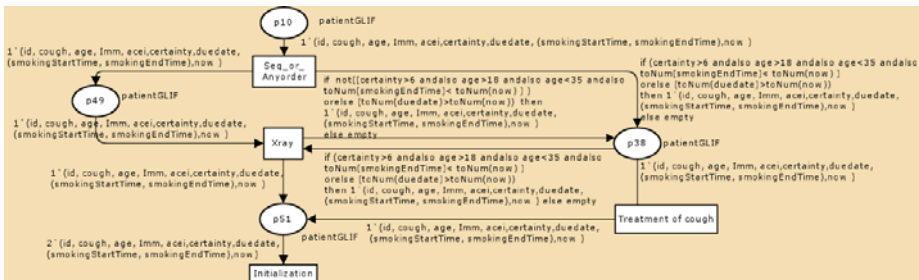 p10
patientGLIF
1`(id, cough, age, Imm, acei,certainty,duedate, (smokingStartTime, smokingEndTime),now )
1`(id, cough, age, Imm, acei,certainty,duedate,
(smokingStartTime, smokingEndTime),now )
Seq_or_
Anyorder
if not[(certainty>6 andalso age>18 andalso age<35 andalso
toNum(smokingEndTime)< toNum(now) ] ]
orelse [toNum(duedate)>toNum(now)) then
1`(id, cough, age, Imm, acei,certainty,duedate,
(smokingStartTime, smokingEndTime),now )
else empty
if (certainty>6 andalso age>18 andalso age<35 andalso
toNum(smokingEndTime)< toNum(now) ]
orelse [toNum(duedate)>toNum(now))
then 1`(id, cough, age, Imm, acei,certainty,duedate,
(smokingStartTime, smokingEndTime),now )
else empty
p49
patientGLIF
1`(id, cough, age, Imm, acei,certainty,duedate,
(smokingStartTime, smokingEndTime),now )
Xray
p38
patientGLIF
if (certainty>6 andalso age>18 andalso age<35 andalso
toNum(smokingEndTime)< toNum(now) ]
orelse [toNum(duedate)>toNum(now))
then 1`(id, cough, age, Imm, acei,certainty,duedate,
(smokingStartTime, smokingEndTime),now ) else empty
1`(id, cough, age, Imm, acei,certainty,duedate,
(smokingStartTime, smokingEndTime),now )
1`(id, cough, age, Imm, acei,certainty,duedate,
(smokingStartTime, smokingEndTime),now )
p51
patientGLIF
1`(id, cough, age, Imm, acei,certainty,duedate,
(smokingStartTime, smokingEndTime),now )
Treatment of cough
2`(id, cough, age, Imm, acei,certainty,duedate,
(smokingStartTime, smokingEndTime),now )
Initialization